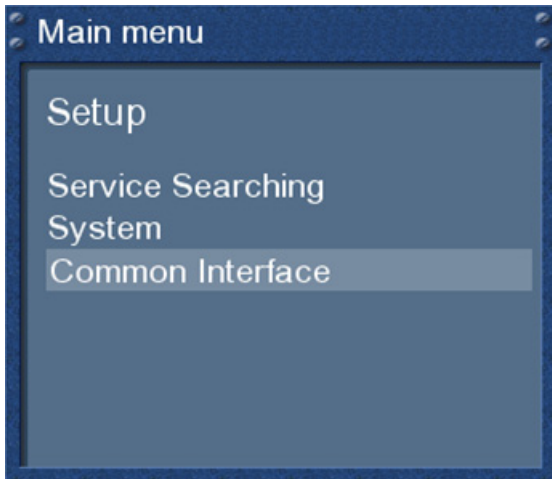 Main menu
Setup
Service Searching
System
Common Interface